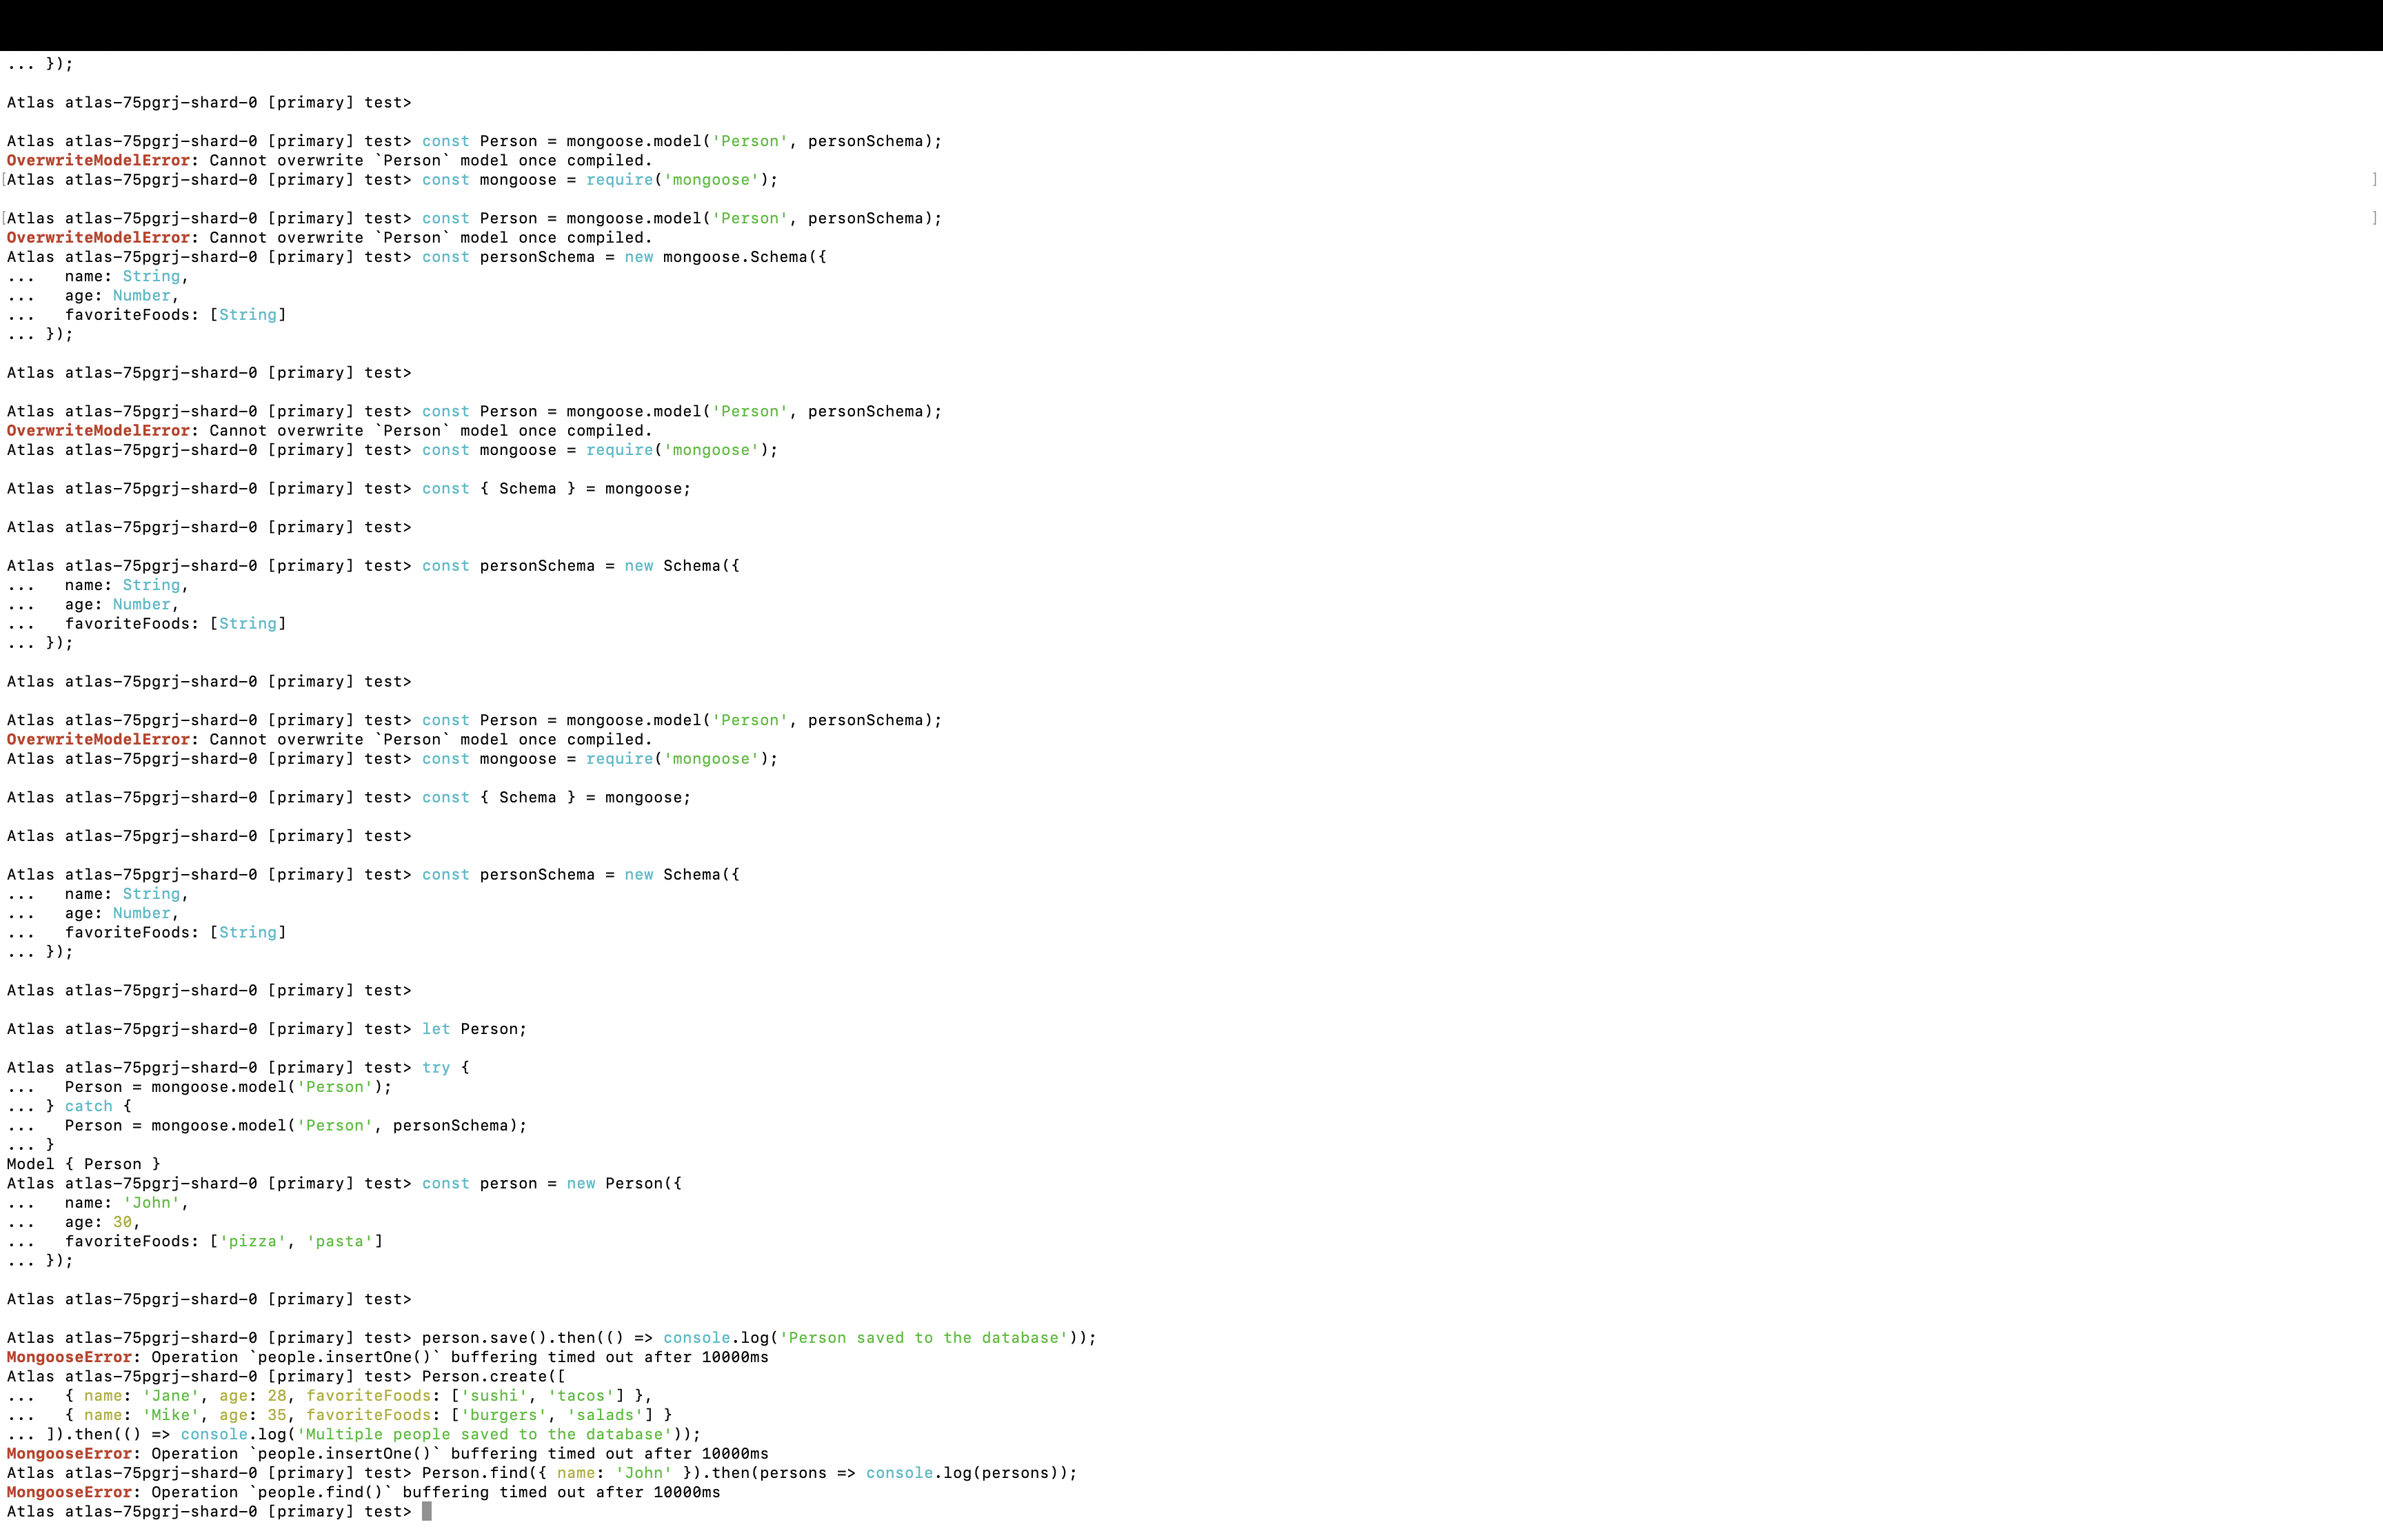 ... });
Atlas atlas-75pgrj-shard-0 [primary] test>
Atlas atlas-75pgrj-shard-0 [primary] test> const Person = mongoose.model('Person', personSchema);
OverwriteModelError: Cannot overwrite `Person` model once compiled.
[Atlas atlas-75pgrj-shard-0 [primary] test> const mongoose = require('mongoose'); ]
[Atlas atlas-75pgrj-shard-0 [primary] test> const Person = mongoose.model('Person', personSchema); ]
OverwriteModelError: Cannot overwrite `Person` model once compiled.
Atlas atlas-75pgrj-shard-0 [primary] test> const personSchema = new mongoose.Schema({
...   name: String,
...   age: Number,
...   favoriteFoods: [String]
... });
Atlas atlas-75pgrj-shard-0 [primary] test>
Atlas atlas-75pgrj-shard-0 [primary] test> const Person = mongoose.model('Person', personSchema);
OverwriteModelError: Cannot overwrite `Person` model once compiled.
Atlas atlas-75pgrj-shard-0 [primary] test> const mongoose = require('mongoose');
Atlas atlas-75pgrj-shard-0 [primary] test> const { Schema } = mongoose;
Atlas atlas-75pgrj-shard-0 [primary] test>
Atlas atlas-75pgrj-shard-0 [primary] test> const personSchema = new Schema({
...   name: String,
...   age: Number,
...   favoriteFoods: [String]
... });
Atlas atlas-75pgrj-shard-0 [primary] test>
Atlas atlas-75pgrj-shard-0 [primary] test> const Person = mongoose.model('Person', personSchema);
OverwriteModelError: Cannot overwrite `Person` model once compiled.
Atlas atlas-75pgrj-shard-0 [primary] test> const mongoose = require('mongoose');
Atlas atlas-75pgrj-shard-0 [primary] test> const { Schema } = mongoose;
Atlas atlas-75pgrj-shard-0 [primary] test>
Atlas atlas-75pgrj-shard-0 [primary] test> const personSchema = new Schema({
...   name: String,
...   age: Number,
...   favoriteFoods: [String]
... });
Atlas atlas-75pgrj-shard-0 [primary] test>
Atlas atlas-75pgrj-shard-0 [primary] test> let Person;
Atlas atlas-75pgrj-shard-0 [primary] test> try {
...   Person = mongoose.model('Person');
... } catch {
...   Person = mongoose.model('Person', personSchema);
... }
Model { Person }
Atlas atlas-75pgrj-shard-0 [primary] test> const person = new Person({
...   name: 'John',
...   age: 30,
...   favoriteFoods: ['pizza', 'pasta']
... });
Atlas atlas-75pgrj-shard-0 [primary] test>
Atlas atlas-75pgrj-shard-0 [primary] test> person.save().then(() => console.log('Person saved to the database'));
MongooseError: Operation `people.insertOne()` buffering timed out after 10000ms
Atlas atlas-75pgrj-shard-0 [primary] test> Person.create([
...   { name: 'Jane', age: 28, favoriteFoods: ['sushi', 'tacos'] },
...   { name: 'Mike', age: 35, favoriteFoods: ['burgers', 'salads'] }
... ]).then(() => console.log('Multiple people saved to the database'));
MongooseError: Operation `people.insertOne()` buffering timed out after 10000ms
Atlas atlas-75pgrj-shard-0 [primary] test> Person.find({ name: 'John' }).then(persons => console.log(persons));
MongooseError: Operation `people.find()` buffering timed out after 10000ms
Atlas atlas-75pgrj-shard-0 [primary] test>